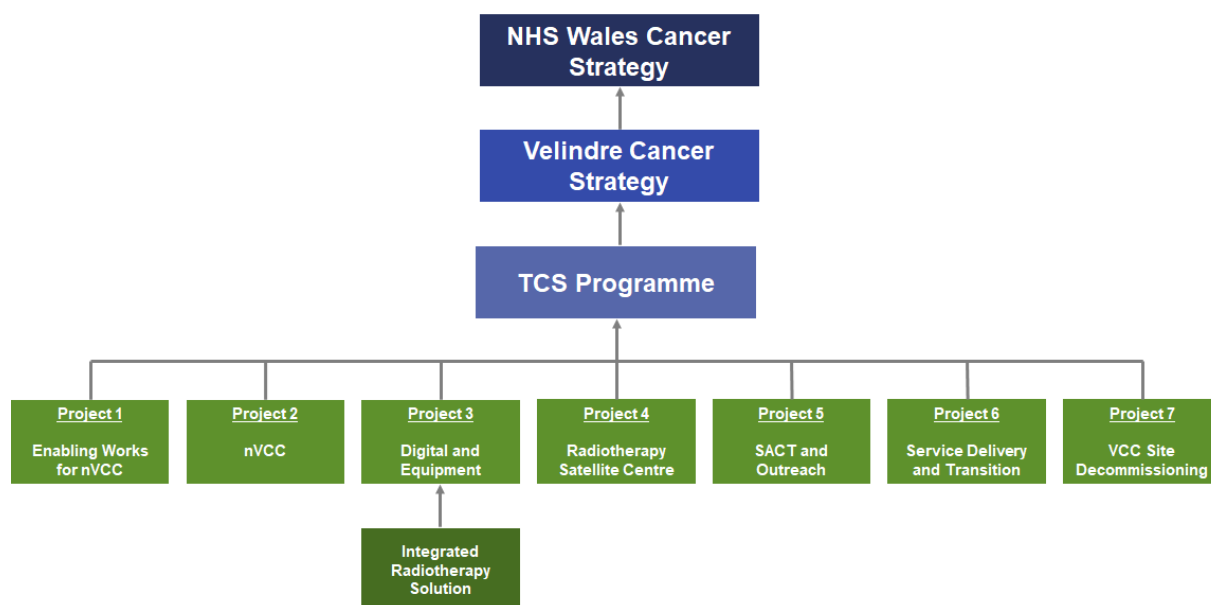 NHS Wales Cancer
Strategy
Velindre Cancer
Strategy
TCS Programme
Project 1
Enabling Works
for nVCC
Project 2
nVCC
Project 3
Digital and
Equipment
Project 4
Radiotherapy
Satellite Centre
Project 5
SACT and
Outreach
Project 6
Service Delivery
and Transition
Project 7
VCC Site
Decommissioning
Integrated
Radiotherapy
Solution